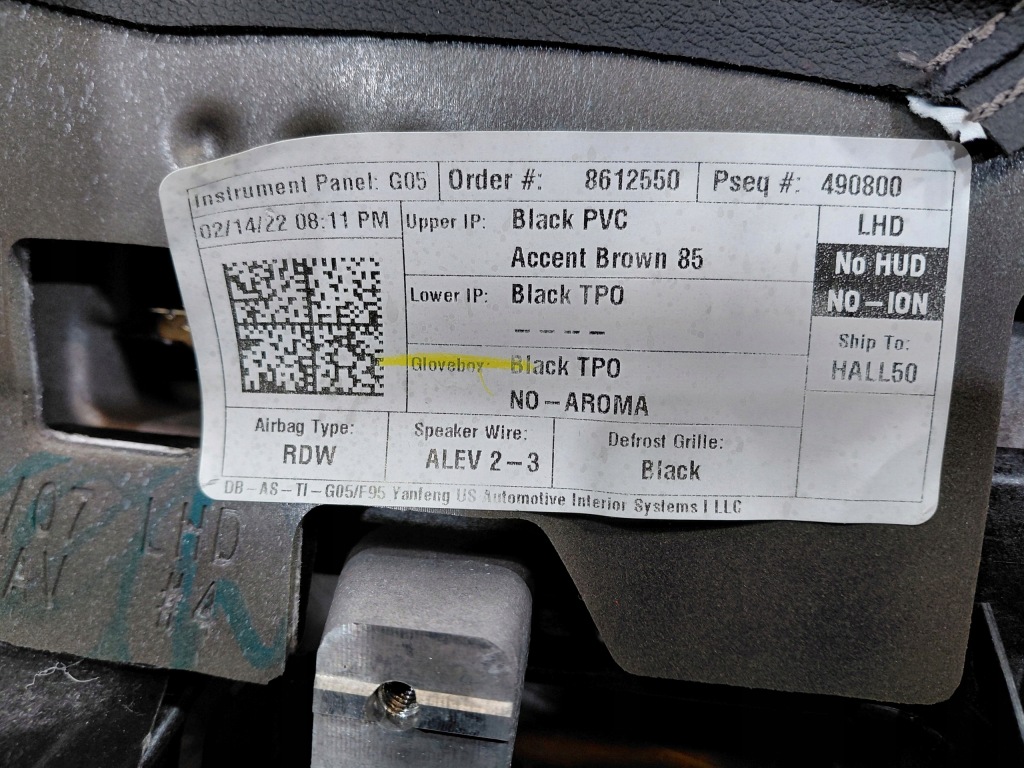 Instrument Panel: G05
Order #: 8612550
Pseq #: 490800
02/14/22 08:11 PM
Upper IP: Black PVC
Accent Brown 85
LHD
No HUD
NO-ION
Lower IP: Black TPO
---- 
Ship To:
HALL50
Glovebox: Black TPO
NO-AROMA
Airbag Type:
RDW
Speaker Wire:
ALEV 2-3
Defrost Grille:
Black
DB-AS-TI-G05/F95 Yanfeng US Automotive Interior Systems I LLC
07 LHD
AV #4